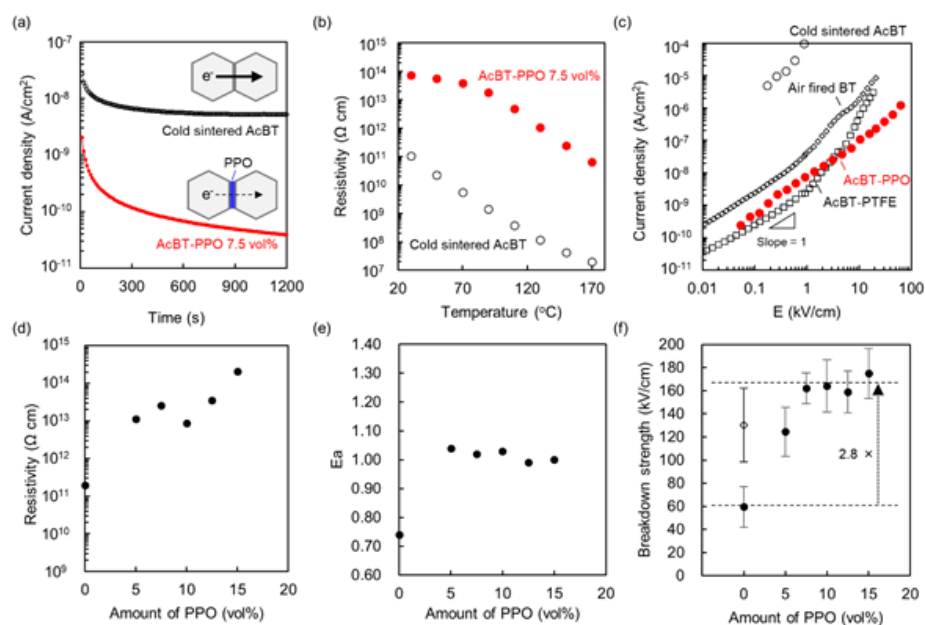 (a)
10⁻⁷
10⁻⁸
10⁻⁹
10⁻¹⁰
10⁻¹¹
Current density (A/cm²)
e⁻
Cold sintered AcBT
PPO
e⁻
AcBT-PPO 7.5 vol%
0 300 600 900 1200
Time (s)
(b)
10¹⁵
10¹⁴
10¹³
10¹²
10¹¹
10¹⁰
10⁹
10⁸
10⁷
Resistivity (Ω cm)
AcBT-PPO 7.5 vol%
Cold sintered AcBT
30 70 110 150 170
Temperature (°C)
(c)
Cold sintered AcBT
10⁻⁴
10⁻⁵
10⁻⁶
10⁻⁷
10⁻⁸
10⁻⁹
10⁻¹⁰
10⁻¹¹
Current density (A/cm²)
Air fired BT
AcBT-PPO
AcBT-PTFE
Slope = 1
0.01 0.1 1 10 100
E (kV/cm)
(d)
10¹⁵
10¹⁴
10¹³
10¹²
10¹¹
10¹⁰
10⁹
Resistivity (Ω cm)
0 5 10 15 20
Amount of PPO (vol%)
(e)
1.40
1.30
1.20
1.10
1.00
0.90
0.80
0.70
0.60
Ea
0 5 10 15 20
Amount of PPO (vol%)
(f)
200
180
160
140
120
100
80
60
40
20
0
Breakdown strength (kV/cm)
2.8 ×
0 5 10 15 20
Amount of PPO (vol%)